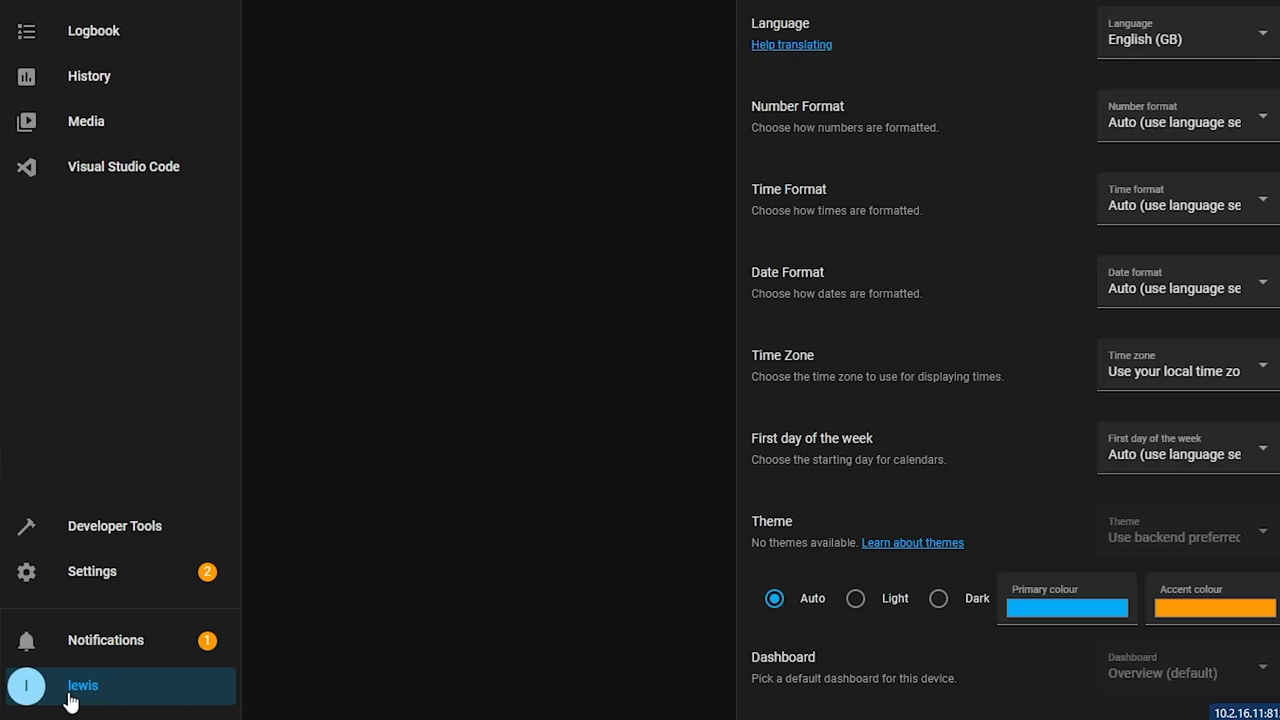 Logbook
History
Media
Visual Studio Code
Developer Tools
Settings 2
Notifications 1
l lewis
Language
Help translating
Language
English (GB)
Number Format
Choose how numbers are formatted.
Number format
Auto (use language se
Time Format
Choose how times are formatted.
Time format
Auto (use language se
Date Format
Choose how dates are formatted.
Date format
Auto (use language se
Time Zone
Choose the time zone to use for displaying times.
Time zone
Use your local time zo
First day of the week
Choose the starting day for calendars.
First day of the week
Auto (use language se
Theme
No themes available. Learn about themes
Theme
Use backend preferrec
Auto Light Dark
Primary colour
Accent colour
Dashboard
Pick a default dashboard for this device.
Dashboard
Overview (default)
10.2.16.11:81